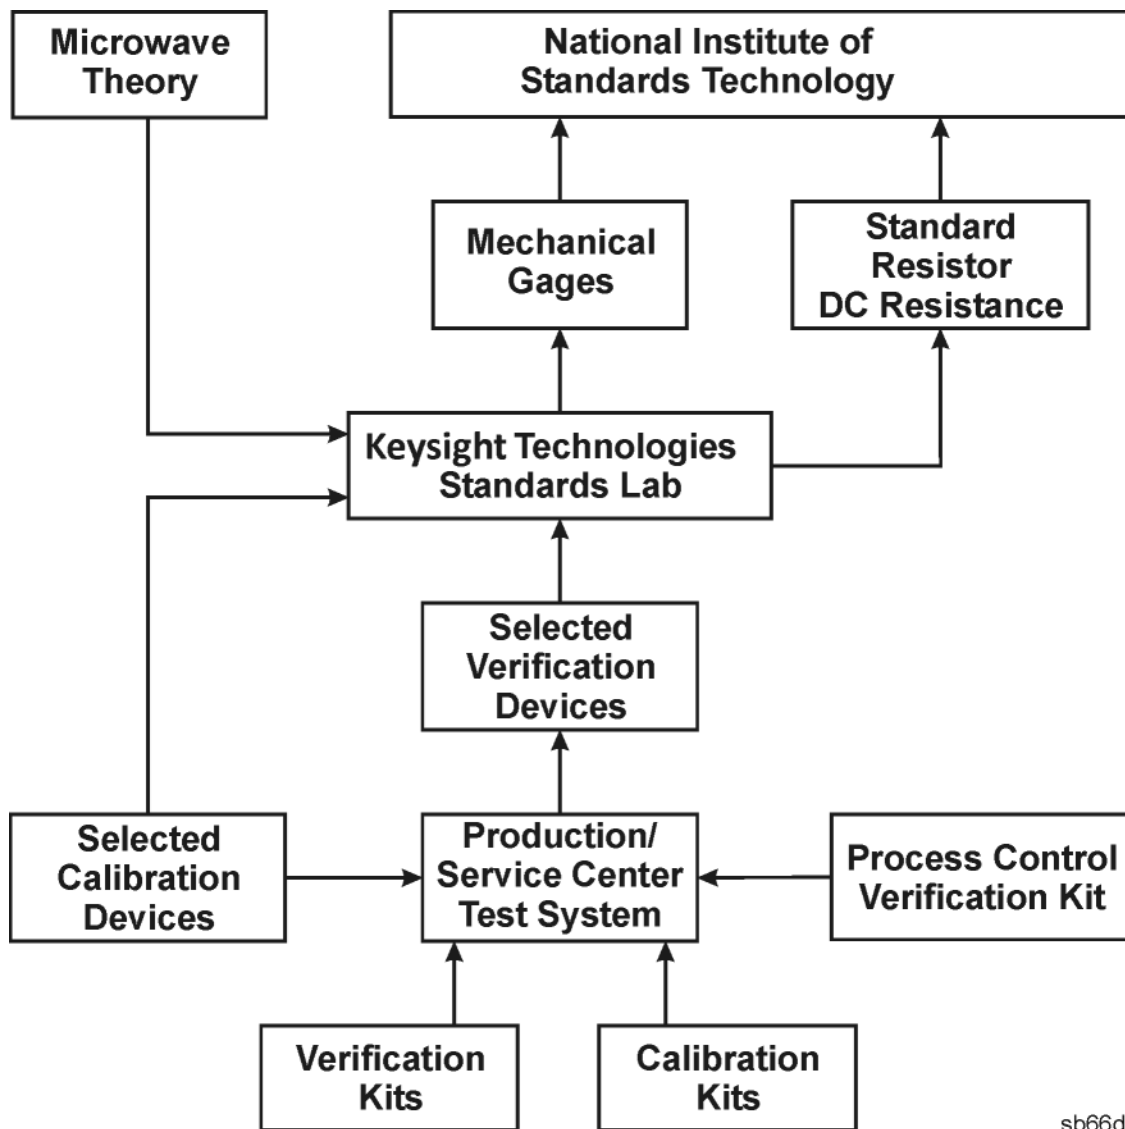 Microwave
Theory
National Institute of
Standards Technology
Mechanical
Gages
Standard
Resistor
DC Resistance
Keysight Technologies
Standards Lab
Selected
Verification
Devices
Selected
Calibration
Devices
Production/
Service Center
Test System
Process Control
Verification Kit
Verification
Kits
Calibration
Kits
sb66d